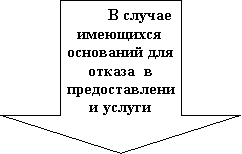 В случае
имеющихся
оснований для
отказа в
предоставлени
и услуги